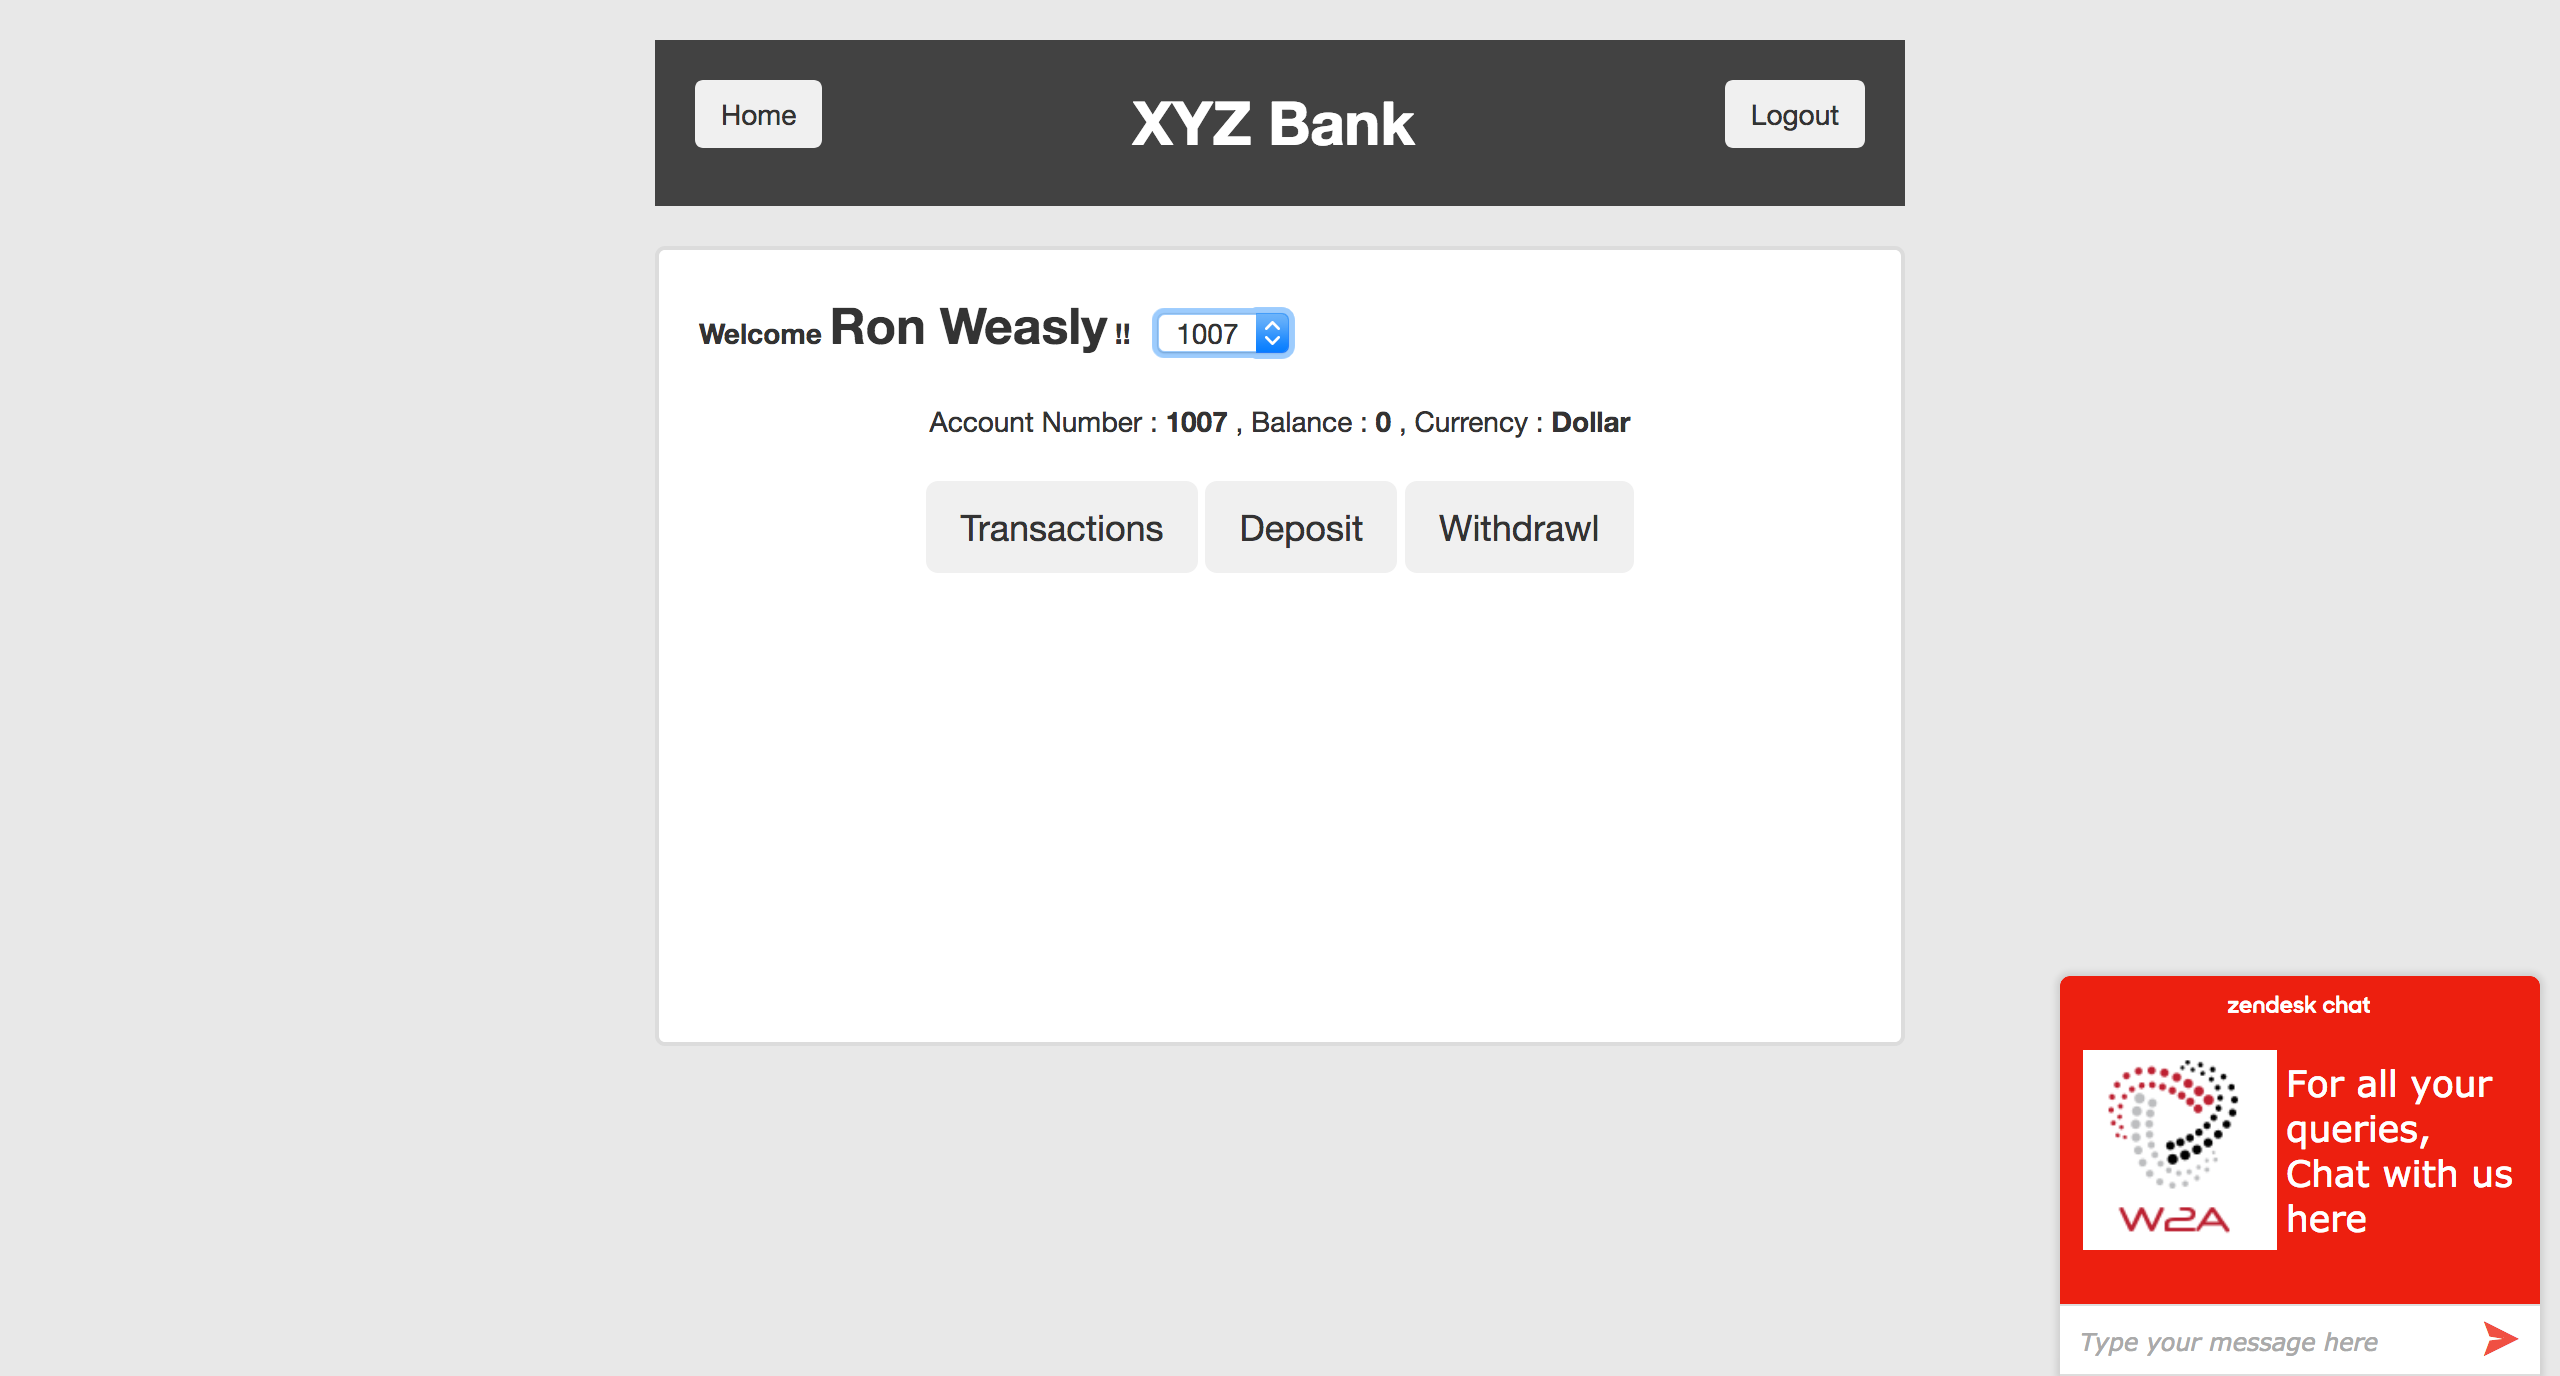 Home
XYZ Bank
Logout
Welcome Ron Weasly !! 1007
Account Number : 1007 , Balance : 0 , Currency : Dollar
Transactions
Deposit
Withdrawl
zendesk chat
W2A
For all your
queries,
Chat with us
here
Type your message here